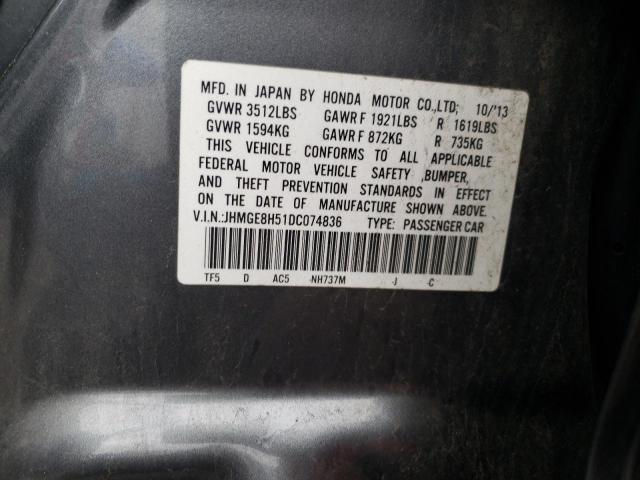 MFD. IN JAPAN BY HONDA MOTOR CO.,LTD; 10/'13
GVWR 3512LBS GAWR F 1921LBS R 1619LBS
GVWR 1594KG GAWR F 872KG R 735KG
THIS VEHICLE CONFORMS TO ALL APPLICABLE
FEDERAL MOTOR VEHICLE SAFETY ,BUMPER,
AND THEFT PREVENTION STANDARDS IN EFFECT
ON THE DATE OF MANUFACTURE SHOWN ABOVE.
V.I.N.:JHMGE8H51DC074836 TYPE: PASSENGER CAR
TF5 D AC5 NH737M J C